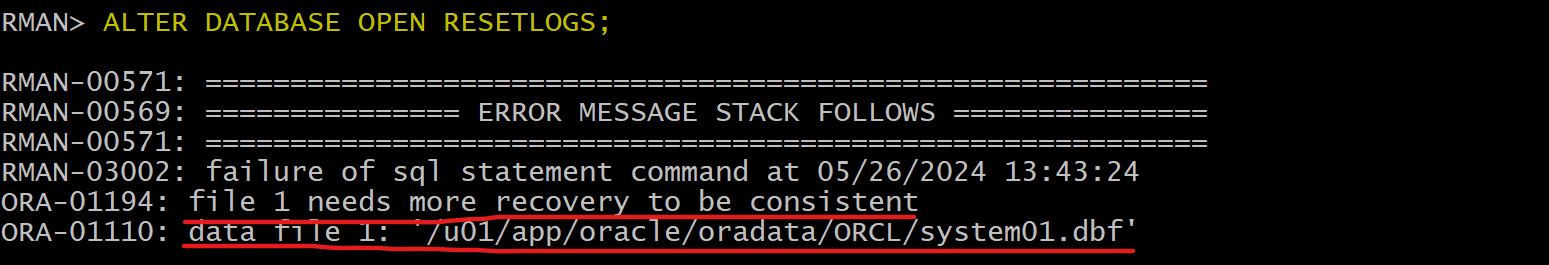 RMAN> ALTER DATABASE OPEN RESETLOGS;
RMAN-00571: ===========================================================
RMAN-00569: =============== ERROR MESSAGE STACK FOLLOWS ===============
RMAN-00571: ===========================================================
RMAN-03002: failure of sql statement command at 05/26/2024 13:43:24
ORA-01194: file 1 needs more recovery to be consistent
ORA-01110: data file 1: '/u01/app/oracle/oradata/ORCL/system01.dbf'